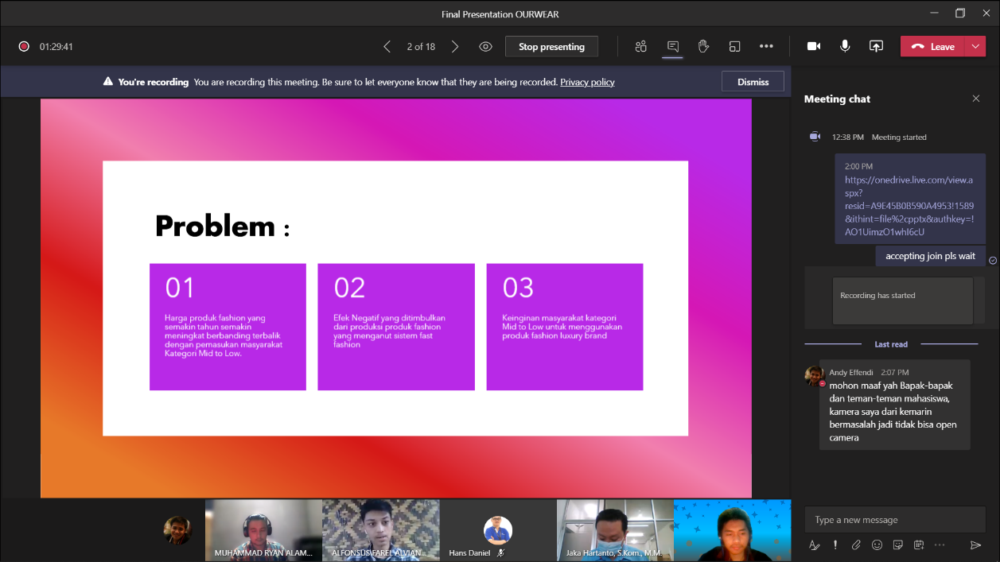 Final Presentation OURWEAR
01:29:41
2 of 18
Stop presenting
Leave
You're recording You are recording this meeting. Be sure to let everyone know that they are being recorded. Privacy policy
Dismiss
Problem :
01
Harga produk fashion yang
semakin tahun semakin
meningkat berbanding terbalik
dengan pemasukan masyarakat
Kategori Mid to Low.
02
Efek Negatif yang ditimbulkan
dari produksi produk fashion
yang menganut sistem fast
fashion
03
Keinginan masyarakat kategori
Mid to Low untuk menggunakan
produk fashion luxury brand
MUHAMMAD RYAN ALAM...
ALFONSUS FAREL ALVIAN...
Hans Daniel
Jaka Hartanto, S.Kom., M.M.
Meeting chat
12:38 PM Meeting started
2:00 PM
https://onedrive.live.com/view.a
spx?
resid=A9E45B0B590A4953!1589
&ithint=file%2cpptx&authkey=!
AO1UimzO1whI6cU
accepting join pls wait
Recording has started
Last read
Andy Effendi 2:07 PM
mohon maaf yah Bapak-bapak
dan teman-teman mahasiswa,
kamera saya dari kemarin
bermasalah jadi tidak bisa open
camera
Type a new message